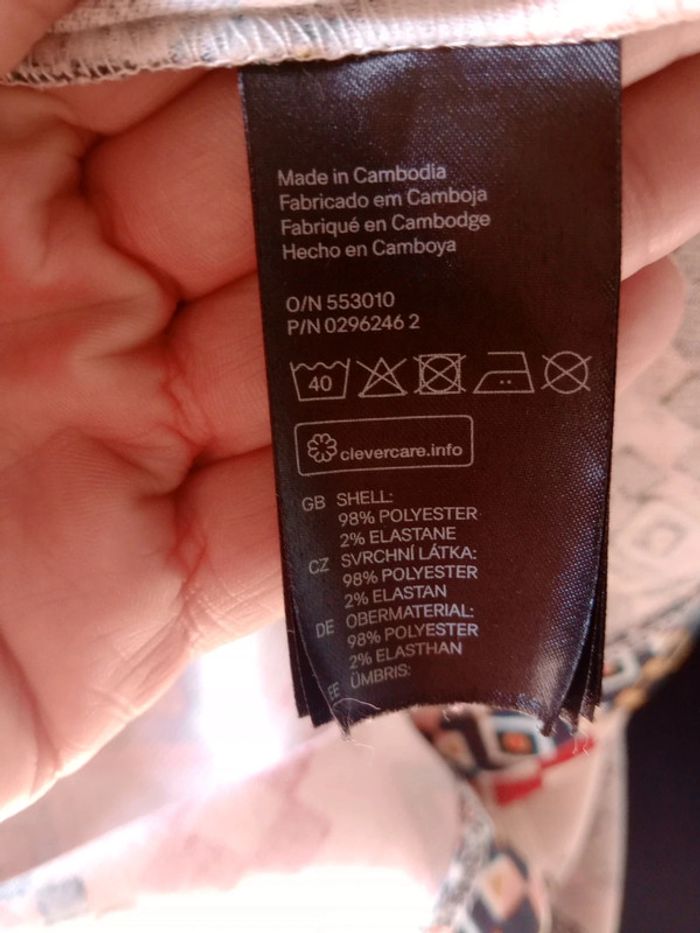 Made in Cambodia
Fabricado em Camboja
Fabriqué en Cambodge
Hecho en Camboya
O/N 553010
P/N 0296246 2
40
clevercare.info
GB SHELL:
98% POLYESTER
2% ELASTANE
CZ SVRCHNÍ LÁTKA:
98% POLYESTER
2% ELASTAN
DE OBERMATERIAL:
98% POLYESTER
2% ELASTHAN
EE ÜMBRIS: